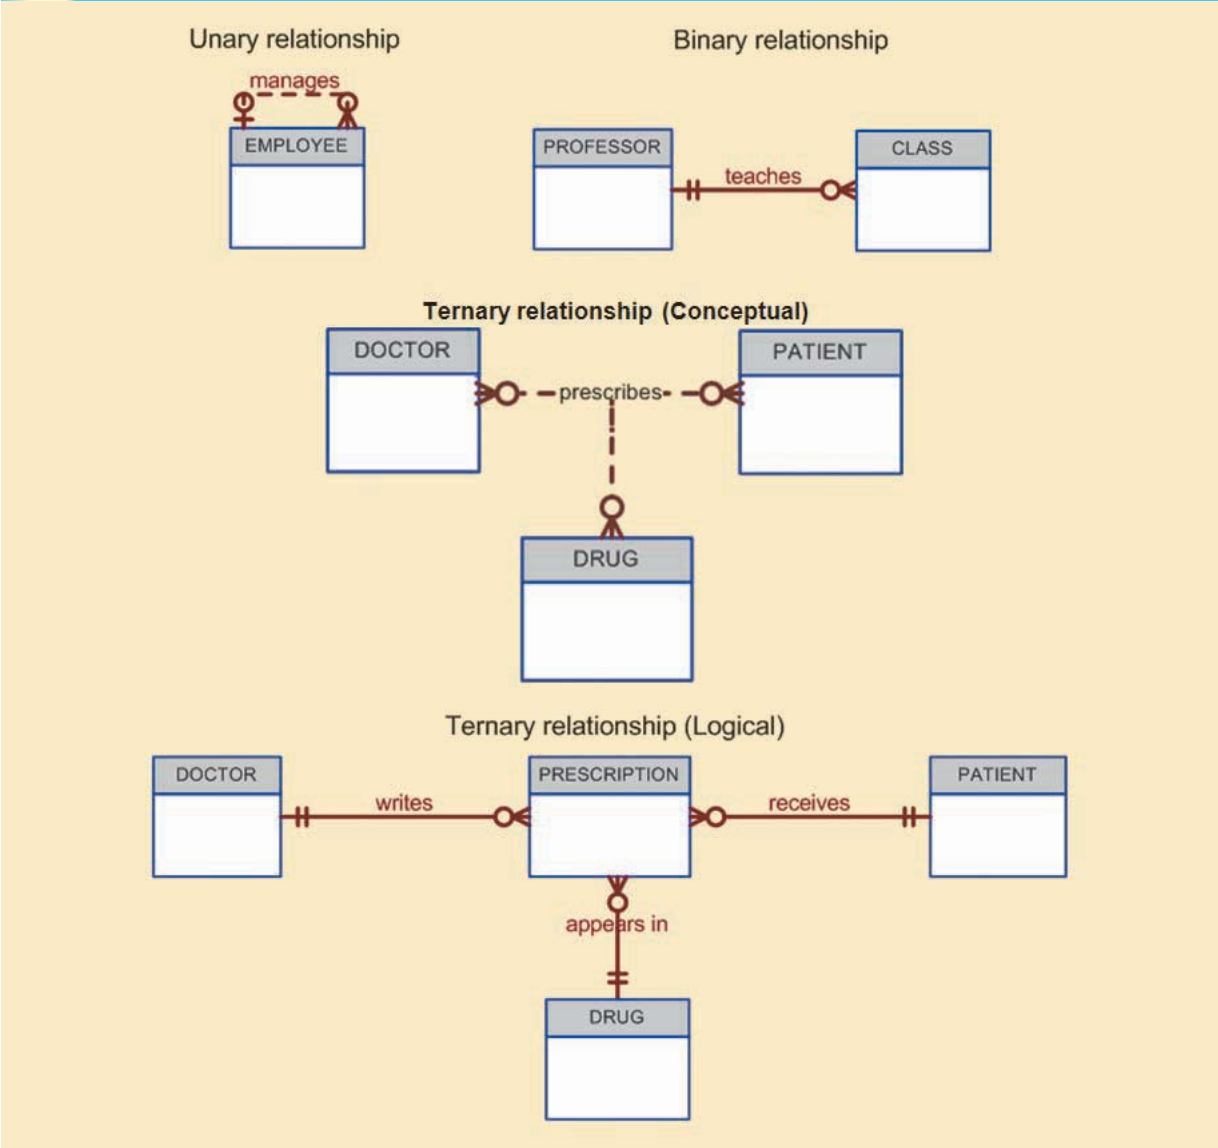 Unary relationship
Binary relationship
manages
EMPLOYEE
PROFESSOR
teaches
CLASS
Ternary relationship (Conceptual)
DOCTOR
prescribes
PATIENT
DRUG
Ternary relationship (Logical)
DOCTOR
writes
PRESCRIPTION
receives
PATIENT
appears in
DRUG